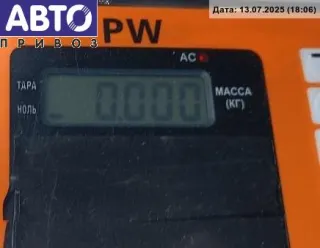 АВТО
ПРИВОЗ
PW
Дата: 13.07.2025 (18:06)
AC
ТАРА
НОЛЬ
0.000
МАССА
(КГ)